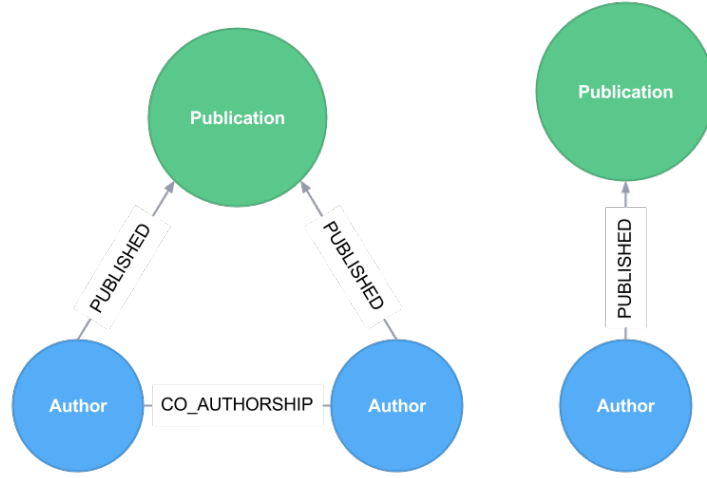 Publication
Publication
PUBLISHED
PUBLISHED
PUBLISHED
Author
CO_AUTHORSHIP
Author
Author